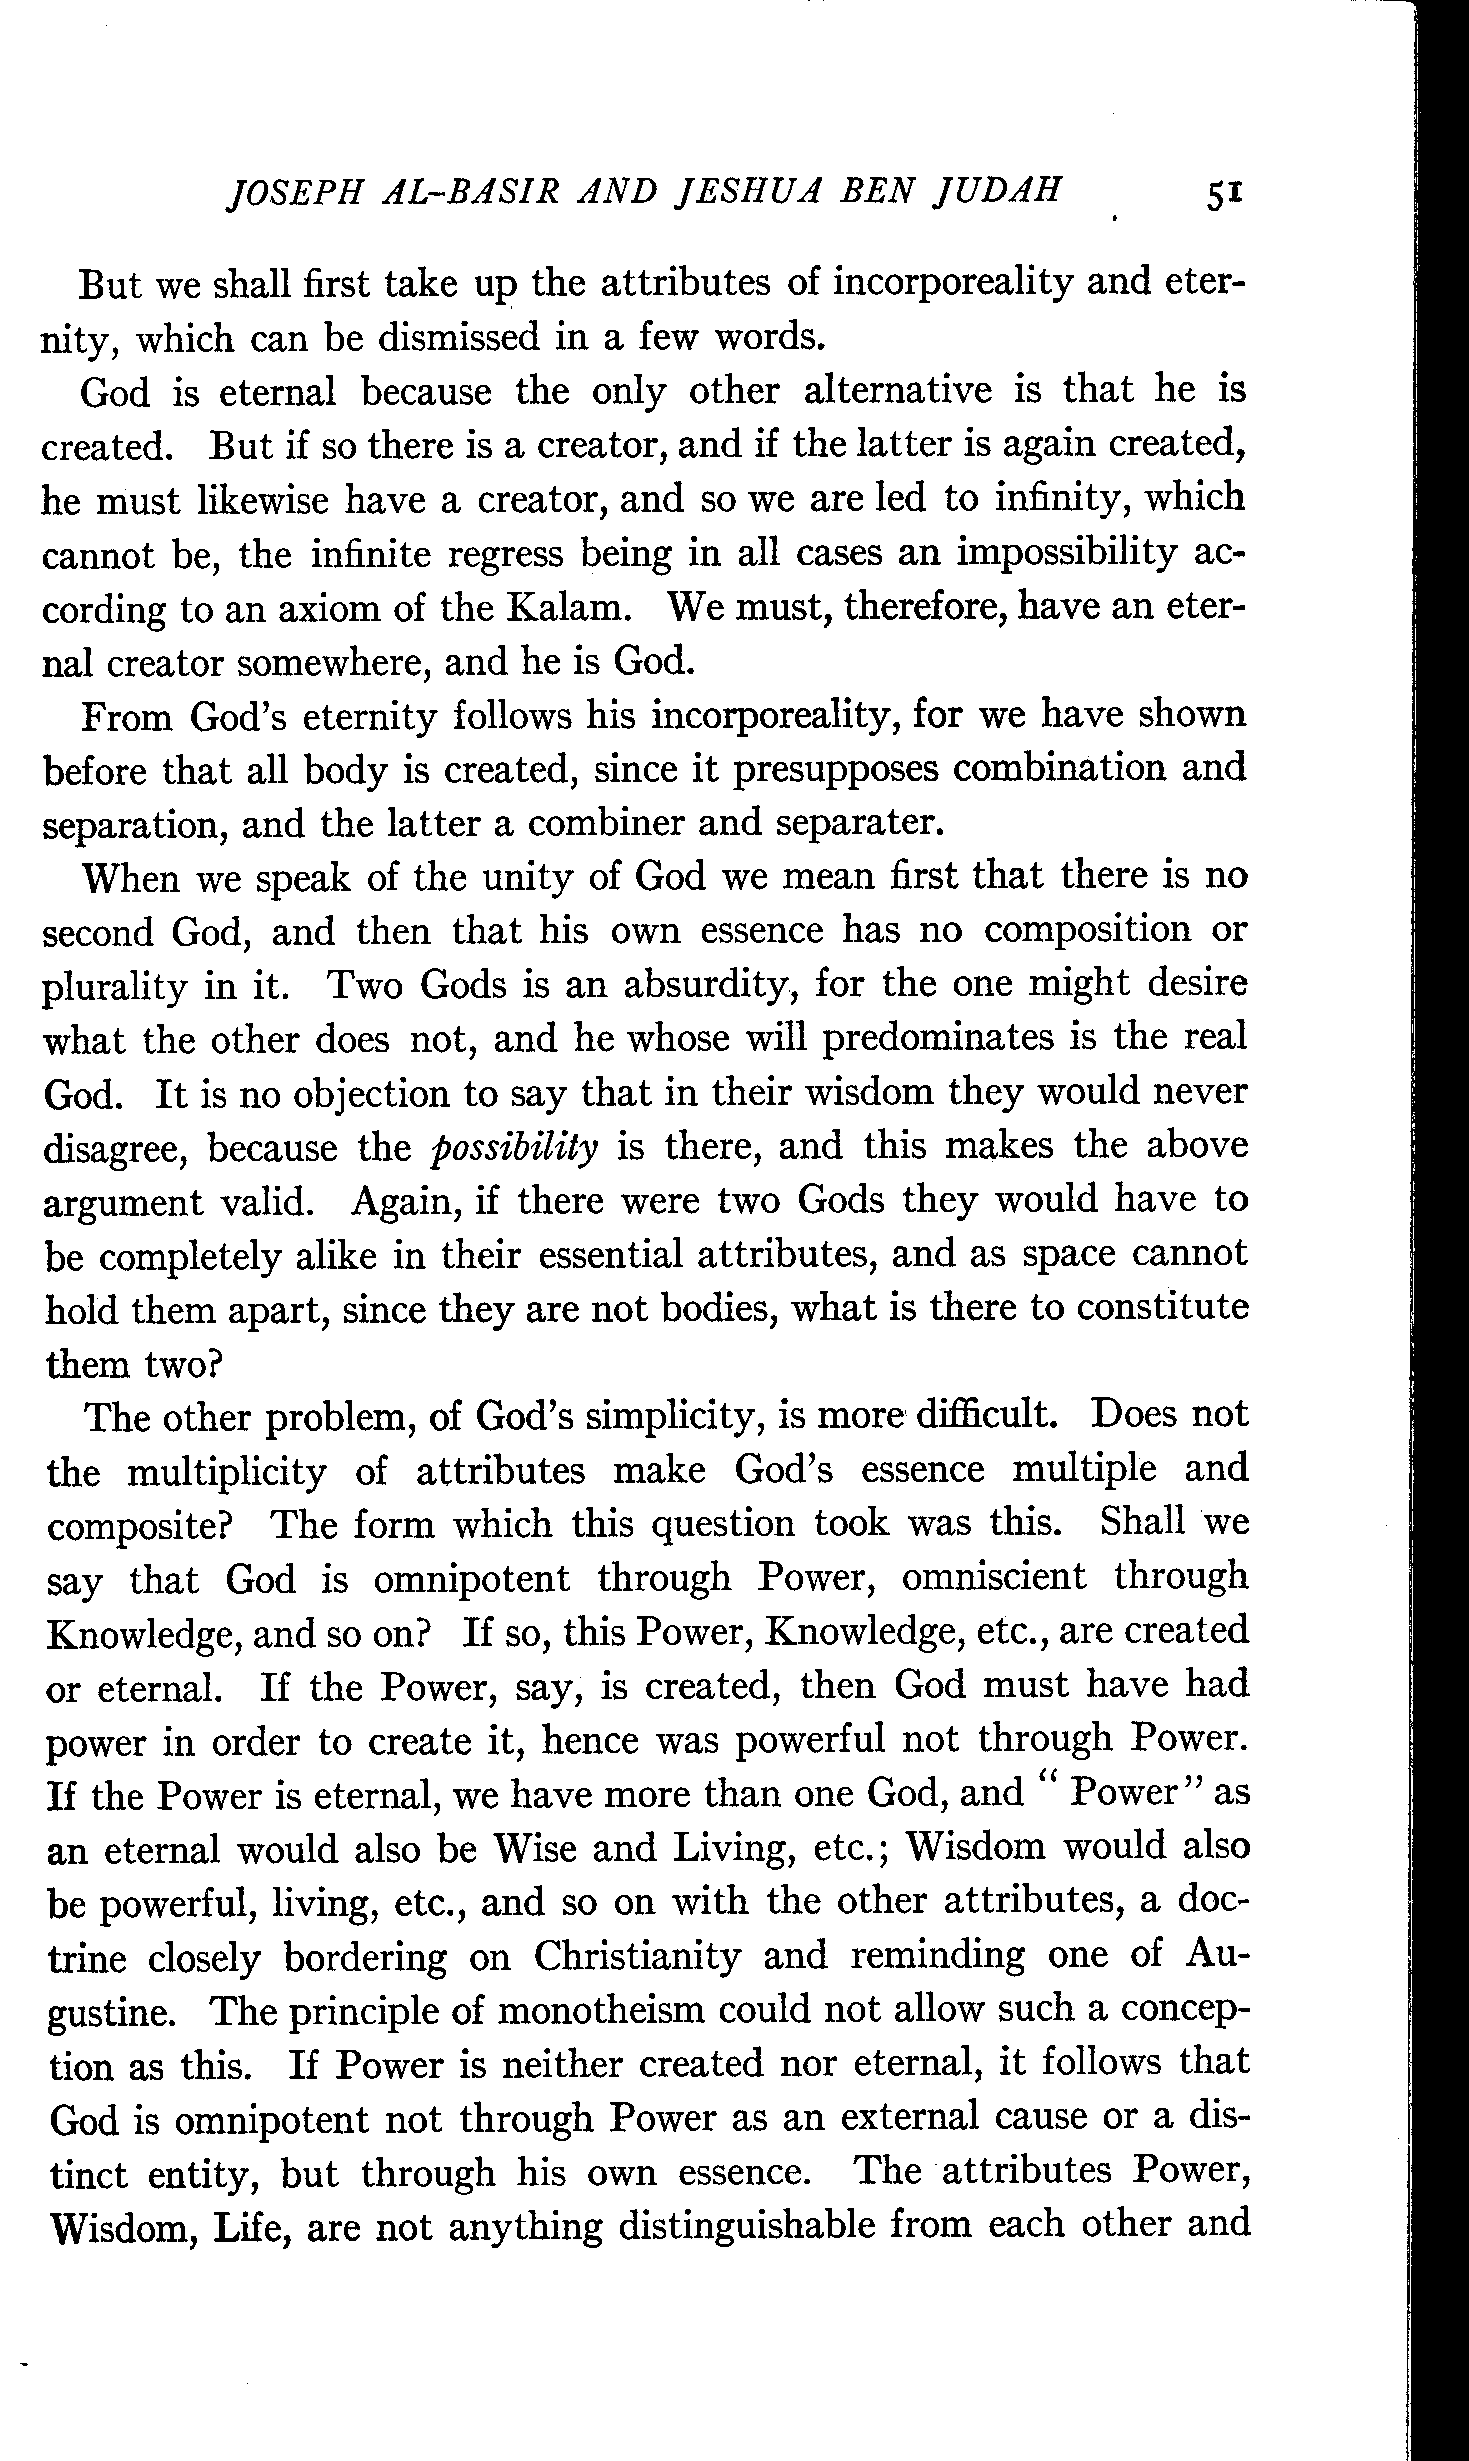 JOSEPH AL-BASIR AND JESHUA BEN JUDAH 51
But we shall first take up the attributes of incorporeality and eter-
nity, which can be dismissed in a few words.
God is eternal because the only other alternative is that he is
created. But if so there is a creator, and if the latter is again created,
he must likewise have a creator, and so we are led to infinity, which
cannot be, the infinite regress being in all cases an impossibility ac-
cording to an axiom of the Kalam. We must, therefore, have an eter-
nal creator somewhere, and he is God.
From God's eternity follows his incorporeality, for we have shown
before that all body is created, since it presupposes combination and
separation, and the latter a combiner and separater.
When we speak of the unity of God we mean first that there is no
second God, and then that his own essence has no composition or
plurality in it. Two Gods is an absurdity, for the one might desire
what the other does not, and he whose will predominates is the real
God. It is no objection to say that in their wisdom they would never
disagree, because the possibility is there, and this makes the above
argument valid. Again, if there were two Gods they would have to
be completely alike in their essential attributes, and as space cannot
hold them apart, since they are not bodies, what is there to constitute
them two?
The other problem, of God's simplicity, is more difficult. Does not
the multiplicity of attributes make God's essence multiple and
composite? The form which this question took was this. Shall we
say that God is omnipotent through Power, omniscient through
Knowledge, and so on? If so, this Power, Knowledge, etc., are created
or eternal. If the Power, say, is created, then God must have had
power in order to create it, hence was powerful not through Power.
If the Power is eternal, we have more than one God, and " Power" as
an eternal would also be Wise and Living, etc.; Wisdom would also
be powerful, living, etc., and so on with the other attributes, a doc-
trine closely bordering on Christianity and reminding one of Au-
gustine. The principle of monotheism could not allow such a concep-
tion as this. If Power is neither created nor eternal, it follows that
God is omnipotent not through Power as an external cause or a dis-
tinct entity, but through his own essence. The attributes Power,
Wisdom, Life, are not anything distinguishable from each other and